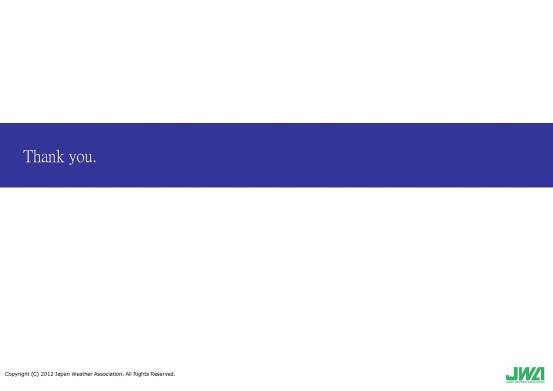 Thank you.
Copyright (C) 2012 Japan Weather Association. All Rights Reserved.
JWA